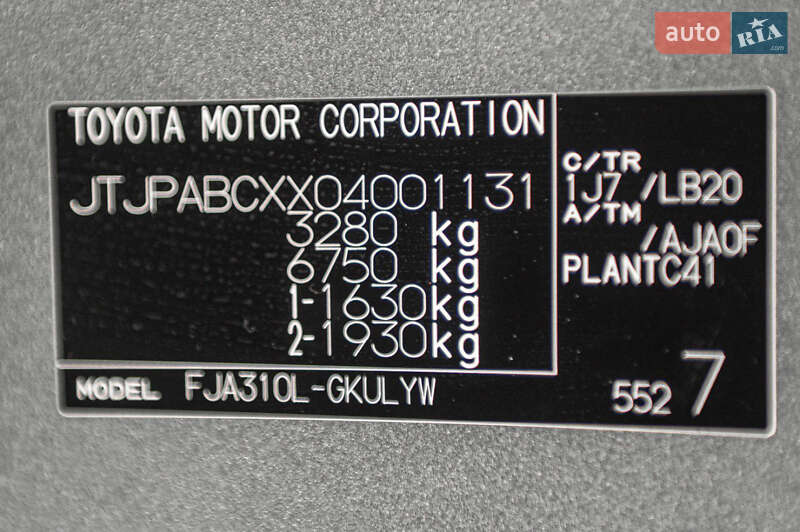 auto RIA.com
TOYOTA MOTOR CORPORATION
JTJPABCXX04001131
3280 kg
6750 kg
1-1630kg
2-1930kg
C/TR
1J7 /LB20
A/TM
/AJA0F
PLANTC41
MODEL FJA310L-GKULYW
552 7